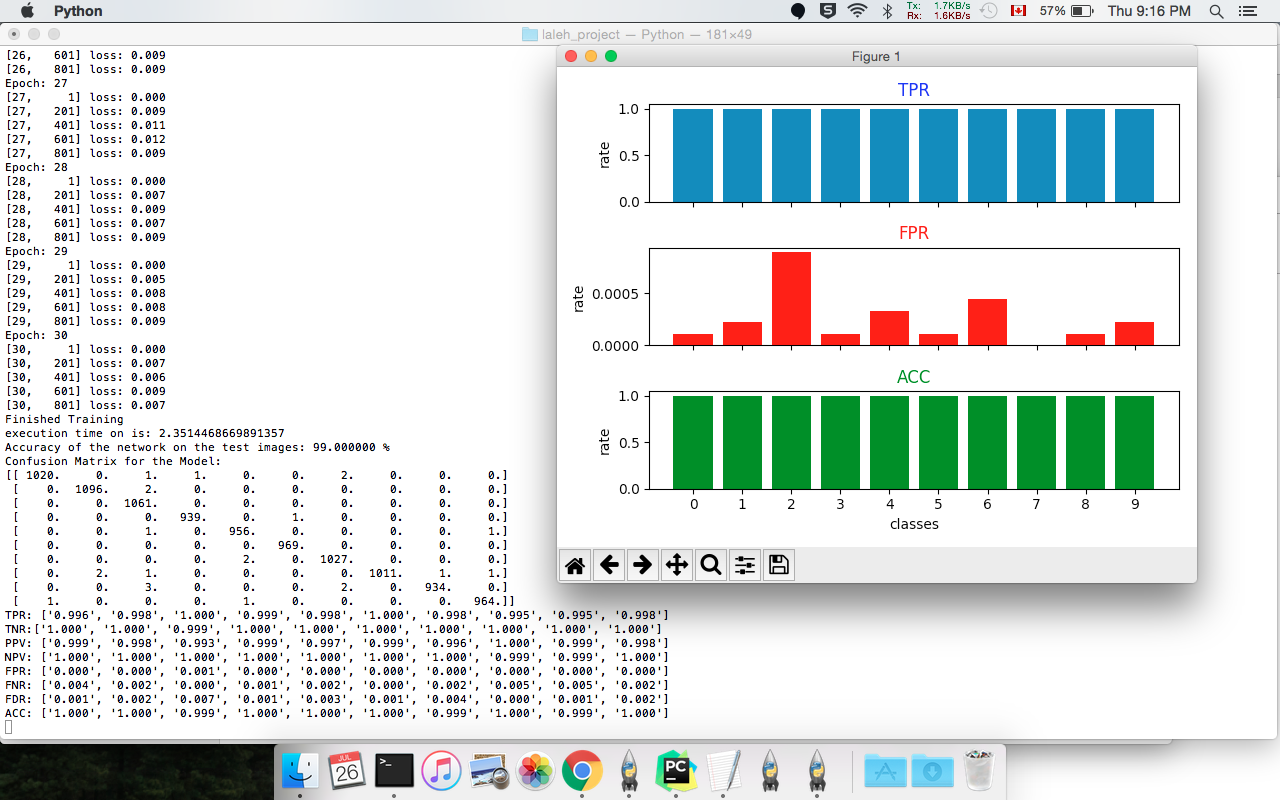 Python
Tx: 1.7KB/s
Rx: 1.6KB/s
57%
Thu 9:16 PM
laleh_project — Python — 181×49
[26,   601] loss: 0.009
[26,   801] loss: 0.009
Epoch: 27
[27,     1] loss: 0.000
[27,   201] loss: 0.009
[27,   401] loss: 0.011
[27,   601] loss: 0.012
[27,   801] loss: 0.009
Epoch: 28
[28,     1] loss: 0.000
[28,   201] loss: 0.007
[28,   401] loss: 0.009
[28,   601] loss: 0.007
[28,   801] loss: 0.009
Epoch: 29
[29,     1] loss: 0.000
[29,   201] loss: 0.005
[29,   401] loss: 0.008
[29,   601] loss: 0.008
[29,   801] loss: 0.009
Epoch: 30
[30,     1] loss: 0.000
[30,   201] loss: 0.007
[30,   401] loss: 0.006
[30,   601] loss: 0.009
[30,   801] loss: 0.007
Finished Training
execution time on is: 2.3514468669891357
Accuracy of the network on the test images: 99.000000 %
Confusion Matrix for the Model:
[[ 1020.    0.    1.    1.    0.    0.    2.    0.    0.    0.]
[    0. 1096.    2.    0.    0.    0.    0.    0.    0.    0.]
[    0.    0. 1061.    0.    0.    0.    0.    0.    0.    0.]
[    0.    0.    0.  939.    0.    1.    0.    0.    0.    0.]
[    0.    0.    1.    0.  956.    0.    0.    0.    0.    1.]
[    0.    0.    0.    0.    0.  969.    0.    0.    0.    0.]
[    0.    0.    0.    0.    2.    0. 1027.    0.    0.    0.]
[    0.    2.    1.    0.    0.    0.    0. 1011.    1.    1.]
[    0.    0.    3.    0.    0.    0.    2.    0.  934.    0.]
[    1.    0.    0.    0.    1.    0.    0.    0.    0.  964.]]
TPR: ['0.996', '0.998', '1.000', '0.999', '0.998', '1.000', '0.998', '0.995', '0.995', '0.998']
TNR:['1.000', '1.000', '0.999', '1.000', '1.000', '1.000', '1.000', '1.000', '1.000', '1.000']
PPV: ['0.999', '0.998', '0.993', '0.999', '0.997', '0.999', '0.996', '1.000', '0.999', '0.998']
NPV: ['1.000', '1.000', '1.000', '1.000', '1.000', '1.000', '1.000', '0.999', '0.999', '1.000']
FPR: ['0.000', '0.000', '0.001', '0.000', '0.000', '0.000', '0.000', '0.000', '0.000', '0.000']
FNR: ['0.004', '0.002', '0.000', '0.001', '0.002', '0.000', '0.002', '0.005', '0.005', '0.002']
FDR: ['0.001', '0.002', '0.007', '0.001', '0.003', '0.001', '0.004', '0.000', '0.001', '0.002']
ACC: ['1.000', '1.000', '0.999', '1.000', '1.000', '1.000', '0.999', '1.000', '0.999', '1.000']
Figure 1
TPR
1.0
0.5
0.0
rate
FPR
0.0005
0.0000
rate
ACC
1.0
0.5
0.0
rate
0 1 2 3 4 5 6 7 8 9
classes
JUL
26
>_
PC